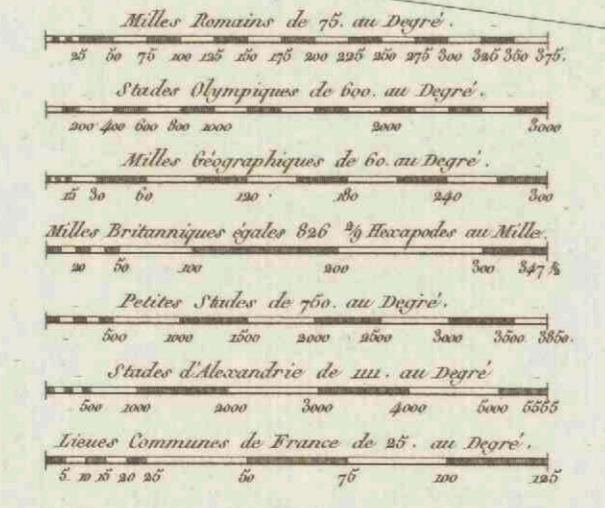 Milles Romains de 75. au Degré.
25 50 75 100 125 150 175 200 225 250 275 300 325 350 375.
Stades Olympiques de 600. au Degré.
200 400 600 800 1000 2000 3000
Milles Géographiques de 60. au Degré.
15 30 60 120 180 240 300
Milles Britanniques égales 826 2/9 Hexapodes au Mille
20 50 100 200 300 347 ½
Petites Stades de 750. au Degré.
500 1000 1500 2000 2500 3000 3500 3850.
Stades d'Alexandrie de 1111. au Degré
500 1000 2000 3000 4000 5000 5555
Lieues Communes de France de 25. au Degré.
5 10 15 20 25 50 75 100 125